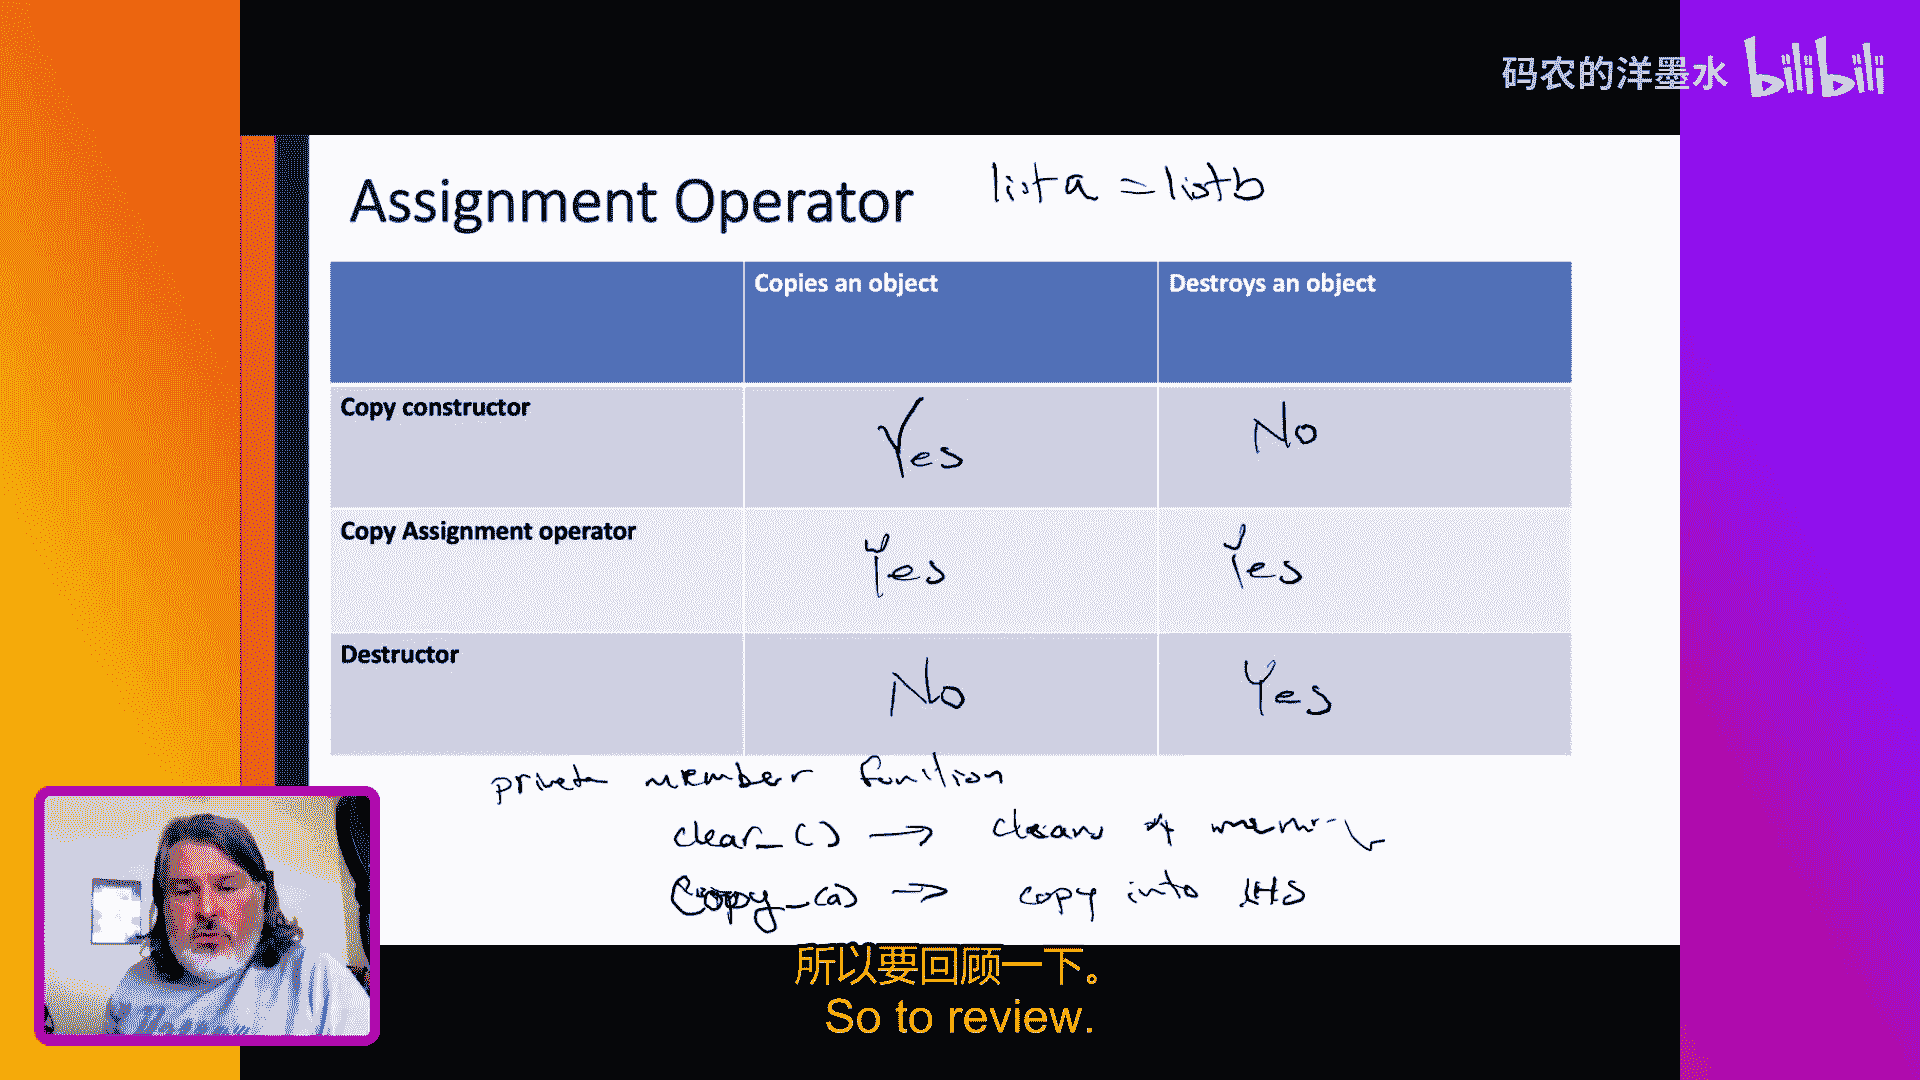 码农的洋墨水 bilibili
Assignment Operator lista = listb
Copies an object Destroys an object
Copy constructor Yes No
Copy Assignment operator Yes Yes
Destructor No Yes
private member function
clear_() → cleans memory
Copy_(a) → copy into LHS
所以要回顾一下。
So to review.